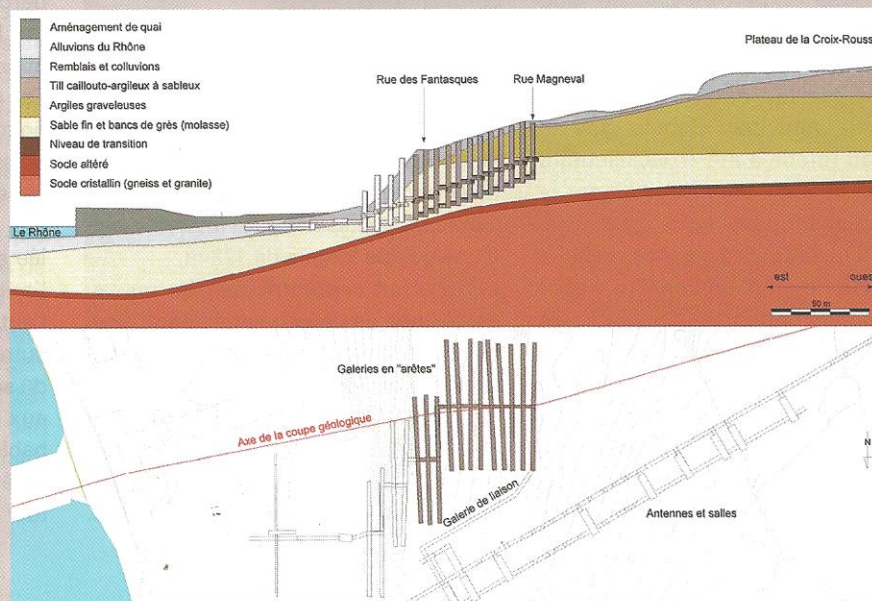 Aménagement de quai
Alluvions du Rhône
Remblais et colluvions
Till caillouto-argileux à sableux
Argiles graveleuses
Sable fin et bancs de grès (molasse)
Niveau de transition
Socle altéré
Socle cristallin (gneiss et granite)
Plateau de la Croix-Rouss
Rue des Fantasques
Rue Magneval
Le Rhône
est
oues
50 m
Galeries en "arêtes"
Axe de la coupe géologique
N
Galerie de liaison
Antennes et salles